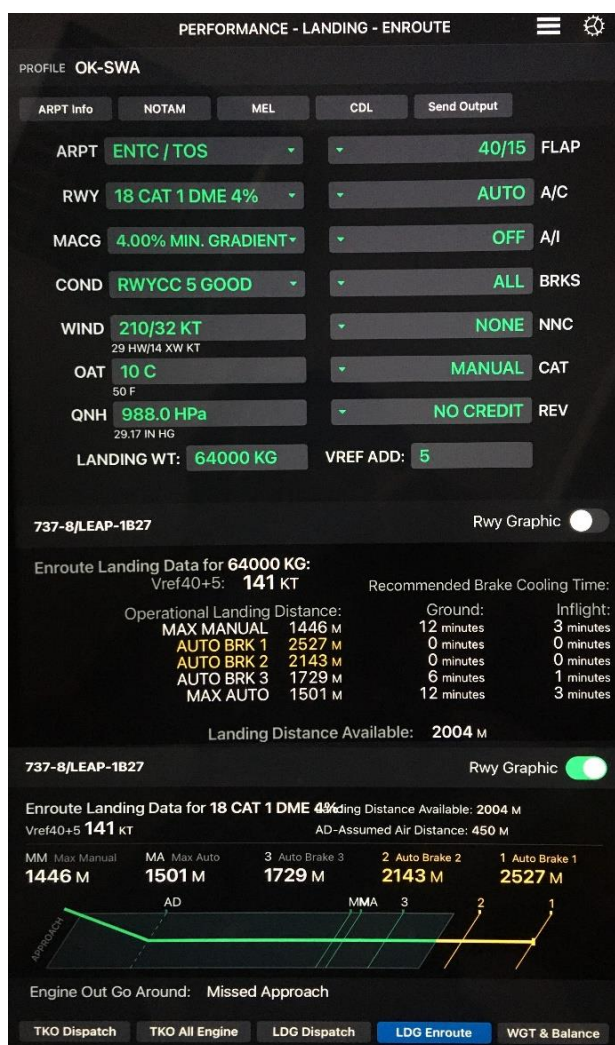 PERFORMANCE - LANDING - ENROUTE
PROFILE OK-SWA
ARPT Info NOTAM MEL CDL Send Output
ARPT ENTC / TOS 40/15 FLAP
RWY 18 CAT 1 DME 4% AUTO A/C
MACG 4.00% MIN. GRADIENT OFF A/I
COND RWYCC 5 GOOD ALL BRKS
WIND 210/32 KT NONE NNC
29 HW/14 XW KT
OAT 10 C MANUAL CAT
50 F
QNH 988.0 HPa NO CREDIT REV
29.17 IN HG
LANDING WT: 64000 KG VREF ADD: 5
737-8/LEAP-1B27 Rwy Graphic
Enroute Landing Data for 64000 KG:
Vref40+5: 141 KT Recommended Brake Cooling Time:
Operational Landing Distance: Ground: Inflight:
MAX MANUAL 1446 M 12 minutes 3 minutes
AUTO BRK 1 2527 M 0 minutes 0 minutes
AUTO BRK 2 2143 M 0 minutes 0 minutes
AUTO BRK 3 1729 M 6 minutes 1 minutes
MAX AUTO 1501 M 12 minutes 3 minutes
Landing Distance Available: 2004 M
737-8/LEAP-1B27 Rwy Graphic
Enroute Landing Data for 18 CAT 1 DME 4% Landing Distance Available: 2004 M
Vref40+5 141 KT AD-Assumed Air Distance: 450 M
MM Max Manual MA Max Auto 3 Auto Brake 3 2 Auto Brake 2 1 Auto Brake 1
1446 M 1501 M 1729 M 2143 M 2527 M
AD MMA 3 2 1
APPROACH
Engine Out Go Around: Missed Approach
TKO Dispatch TKO All Engine LDG Dispatch LDG Enroute WGT & Balance